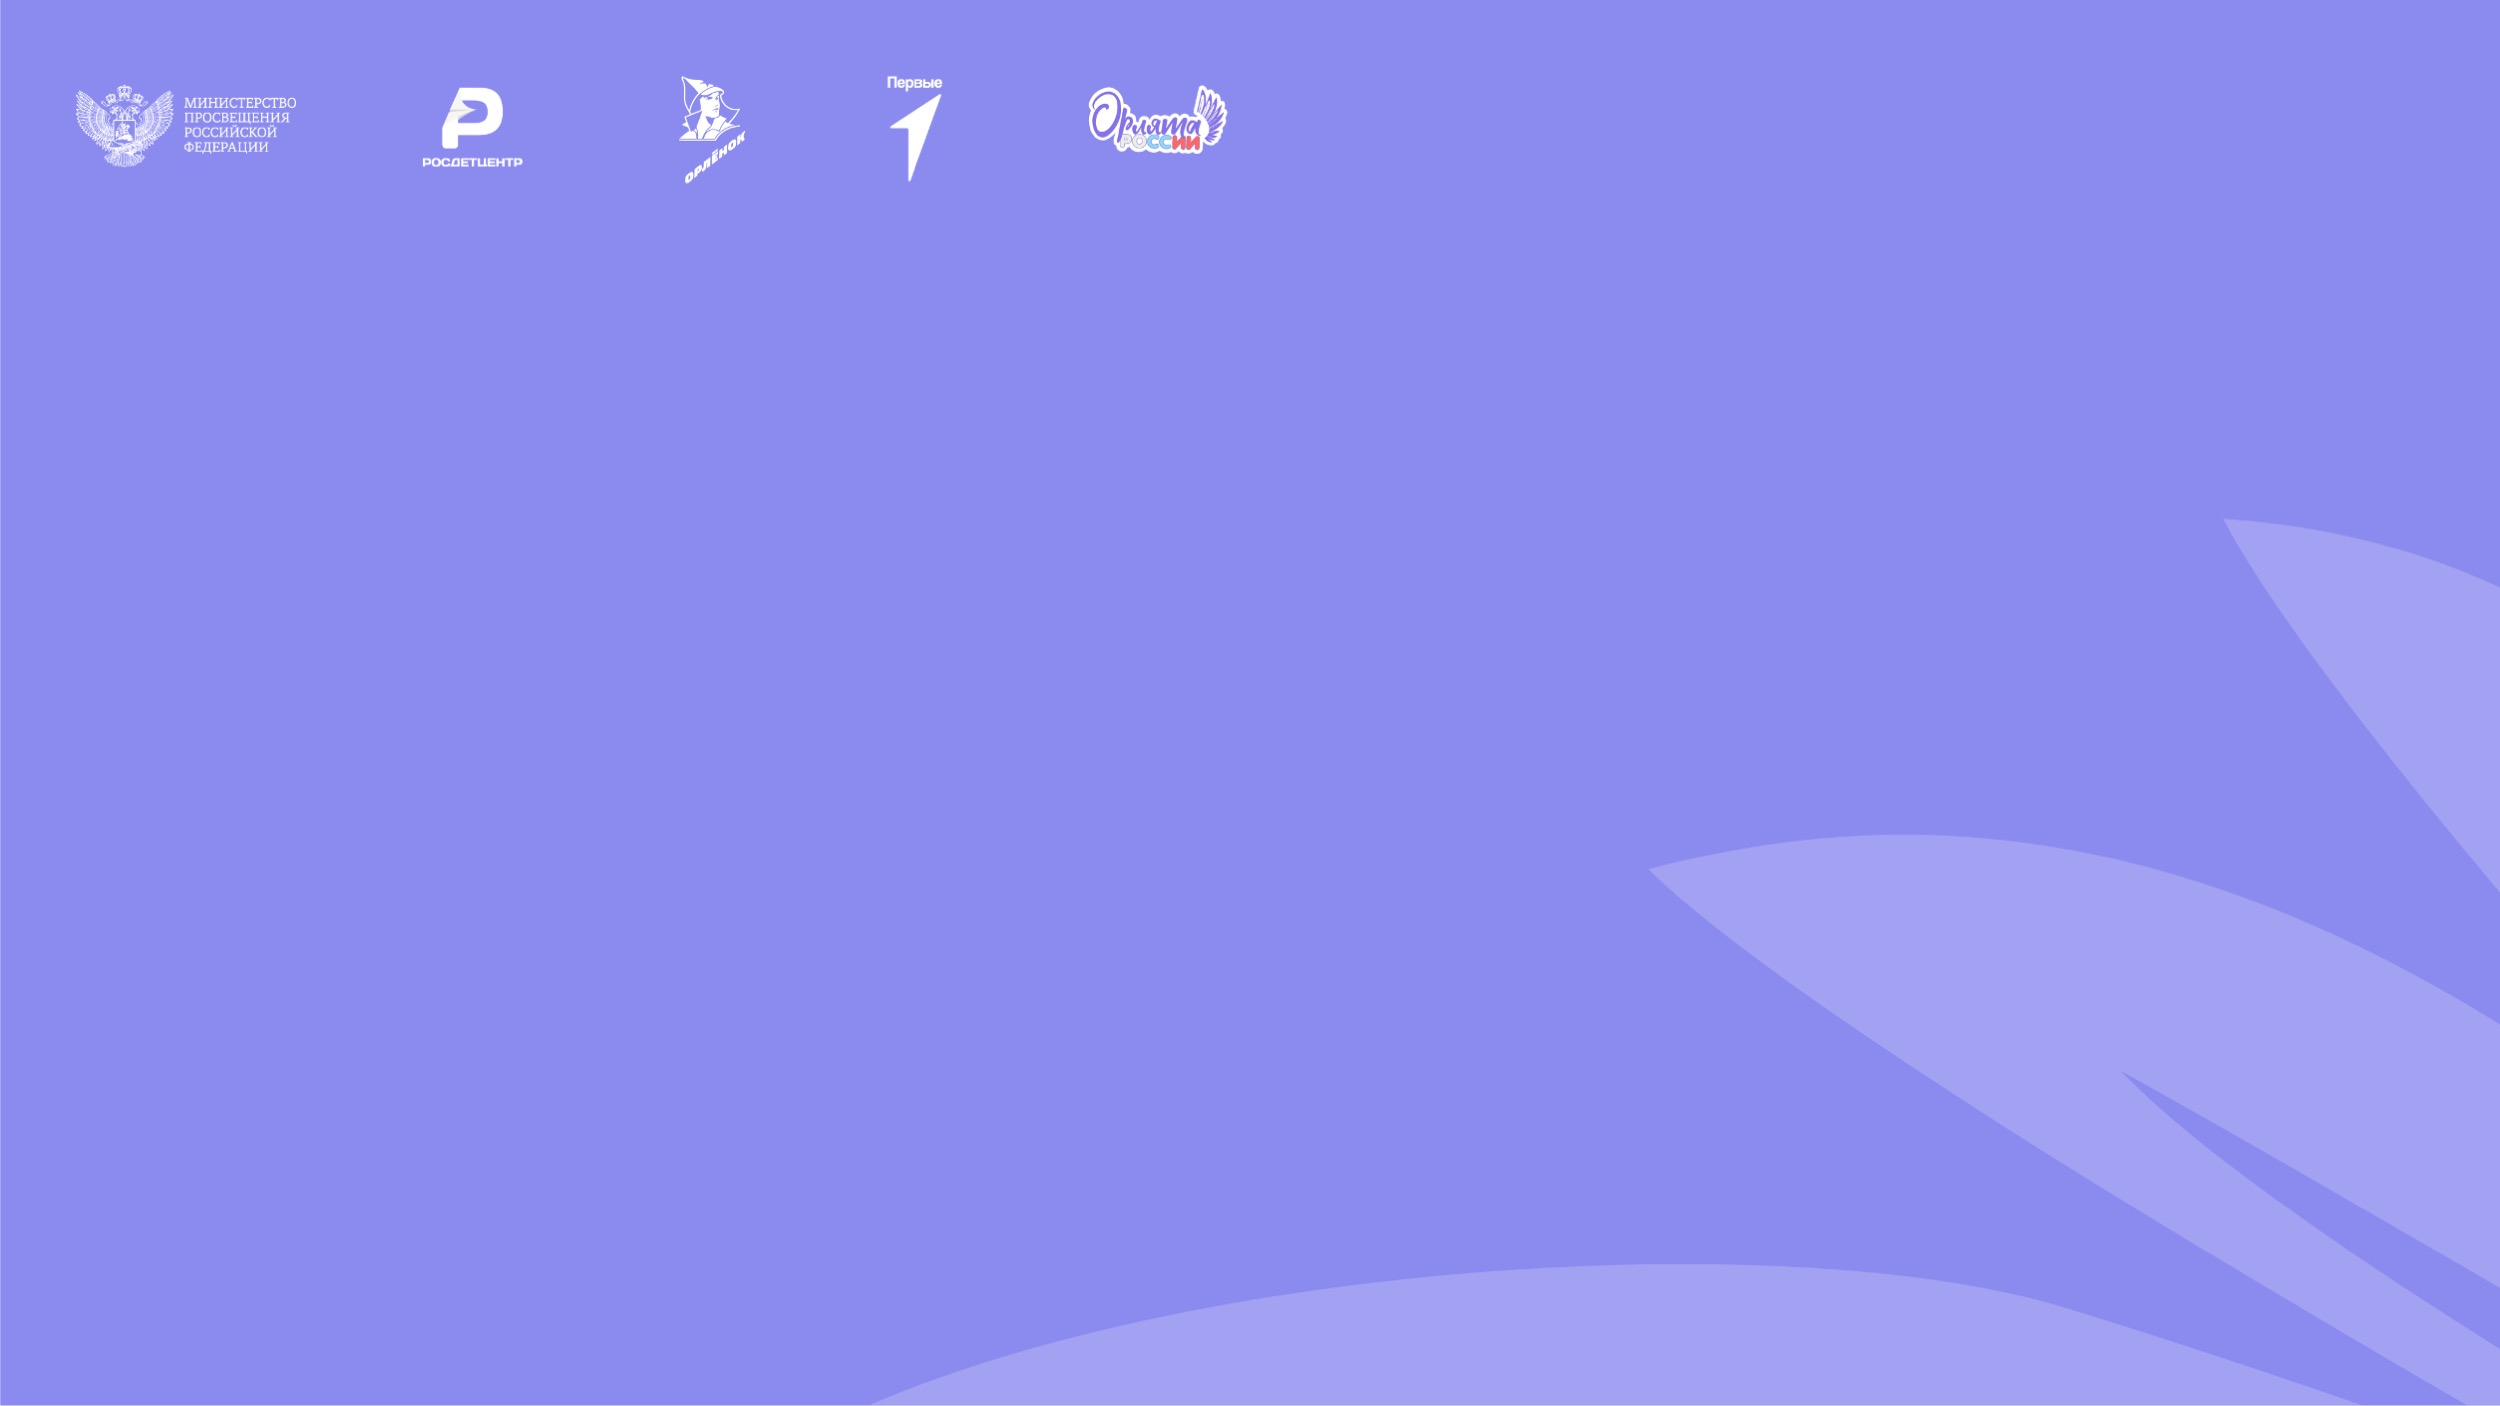 МИНИСТЕРСТВО
ПРОСВЕЩЕНИЯ
РОССИЙСКОЙ
ФЕДЕРАЦИИ
РОСДЕТЦЕНТР
ОРЛЁНОК
Первые
Орлята
РОССИИ